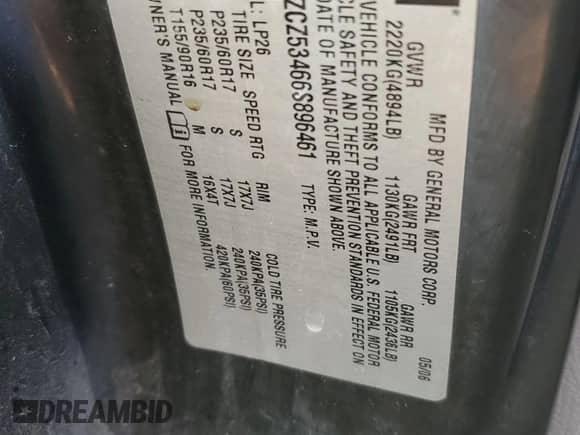 MFD BY GENERAL MOTORS CORP. 05/06
GVWR GAWR FRT GAWR RR
2220KG(4894LB) 1130KG(2491LB) 1105KG(2436LB)
VEHICLE CONFORMS TO ALL APPLICABLE U.S. FEDERAL MOTOR
CLE SAFETY AND THEFT PREVENTION STANDARDS IN EFFECT ON
DATE OF MANUFACTURE SHOWN ABOVE.
ZCZ53466S896461 TYPE: M.P.V.
L: LP26
TIRE SIZE SPEED RTG RIM COLD TIRE PRESSURE
P235/60R17 S 17X7J 240KPA(35PSI)
P235/60R17 S 17X7J 240KPA(35PSI)
T155/90R16 M 16X4T 420KPA(60PSI)
WNER'S MANUAL FOR MORE INFORMATION
DREAMBID